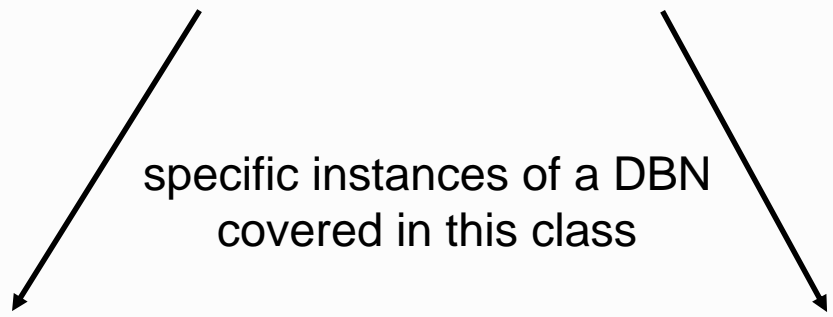 specific instances of a DBN
covered in this class